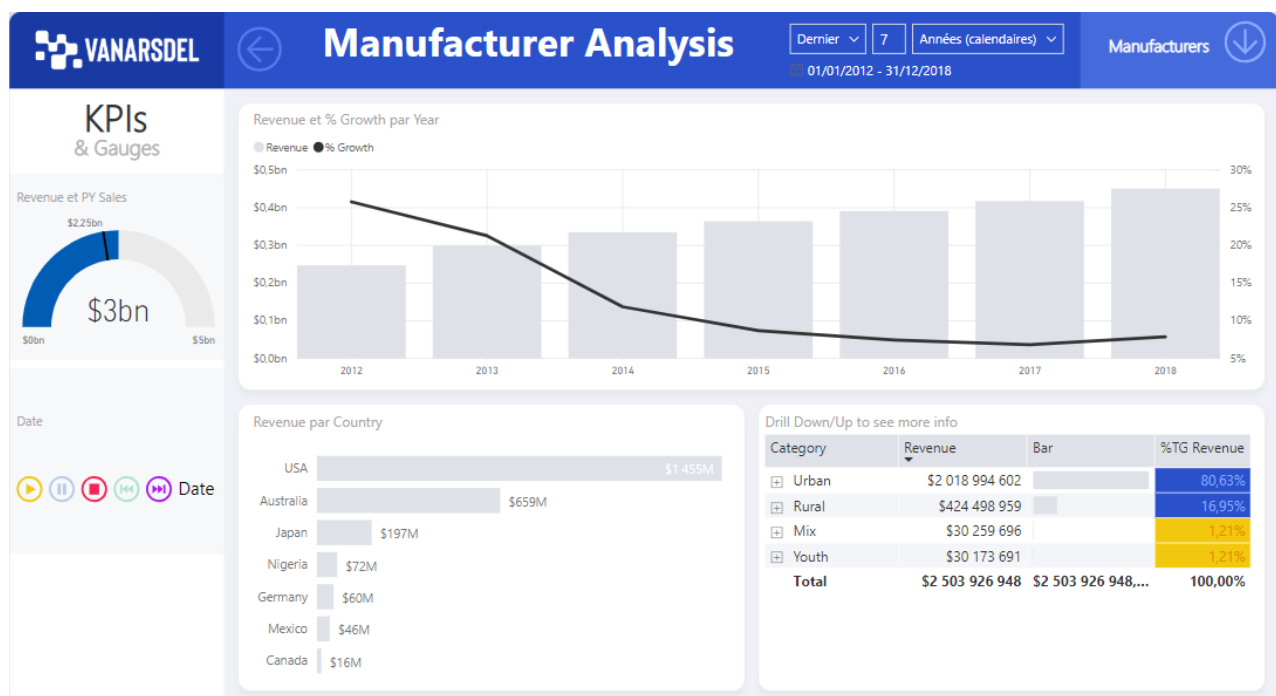 VANARSDEL
Manufacturer Analysis
Dernier
7
Années (calendaires)
01/01/2012 - 31/12/2018
Manufacturers
KPIs
& Gauges
Revenue et PY Sales
$2,25bn
$3bn
$0bn
$5bn
Date
Date
Revenue et % Growth par Year
Revenue
% Growth
$0,5bn
$0,4bn
$0,3bn
$0,2bn
$0,1bn
$0,0bn
30%
25%
20%
15%
10%
5%
2012 2013 2014 2015 2016 2017 2018
Revenue par Country
USA $1 455M
Australia $659M
Japan $197M
Nigeria $72M
Germany $60M
Mexico $46M
Canada $16M
Drill Down/Up to see more info
Category Revenue Bar %TG Revenue
Urban $2 018 994 602 80,63%
Rural $424 498 959 16,95%
Mix $30 259 696 1,21%
Youth $30 173 691 1,21%
Total $2 503 926 948 $2 503 926 948,... 100,00%